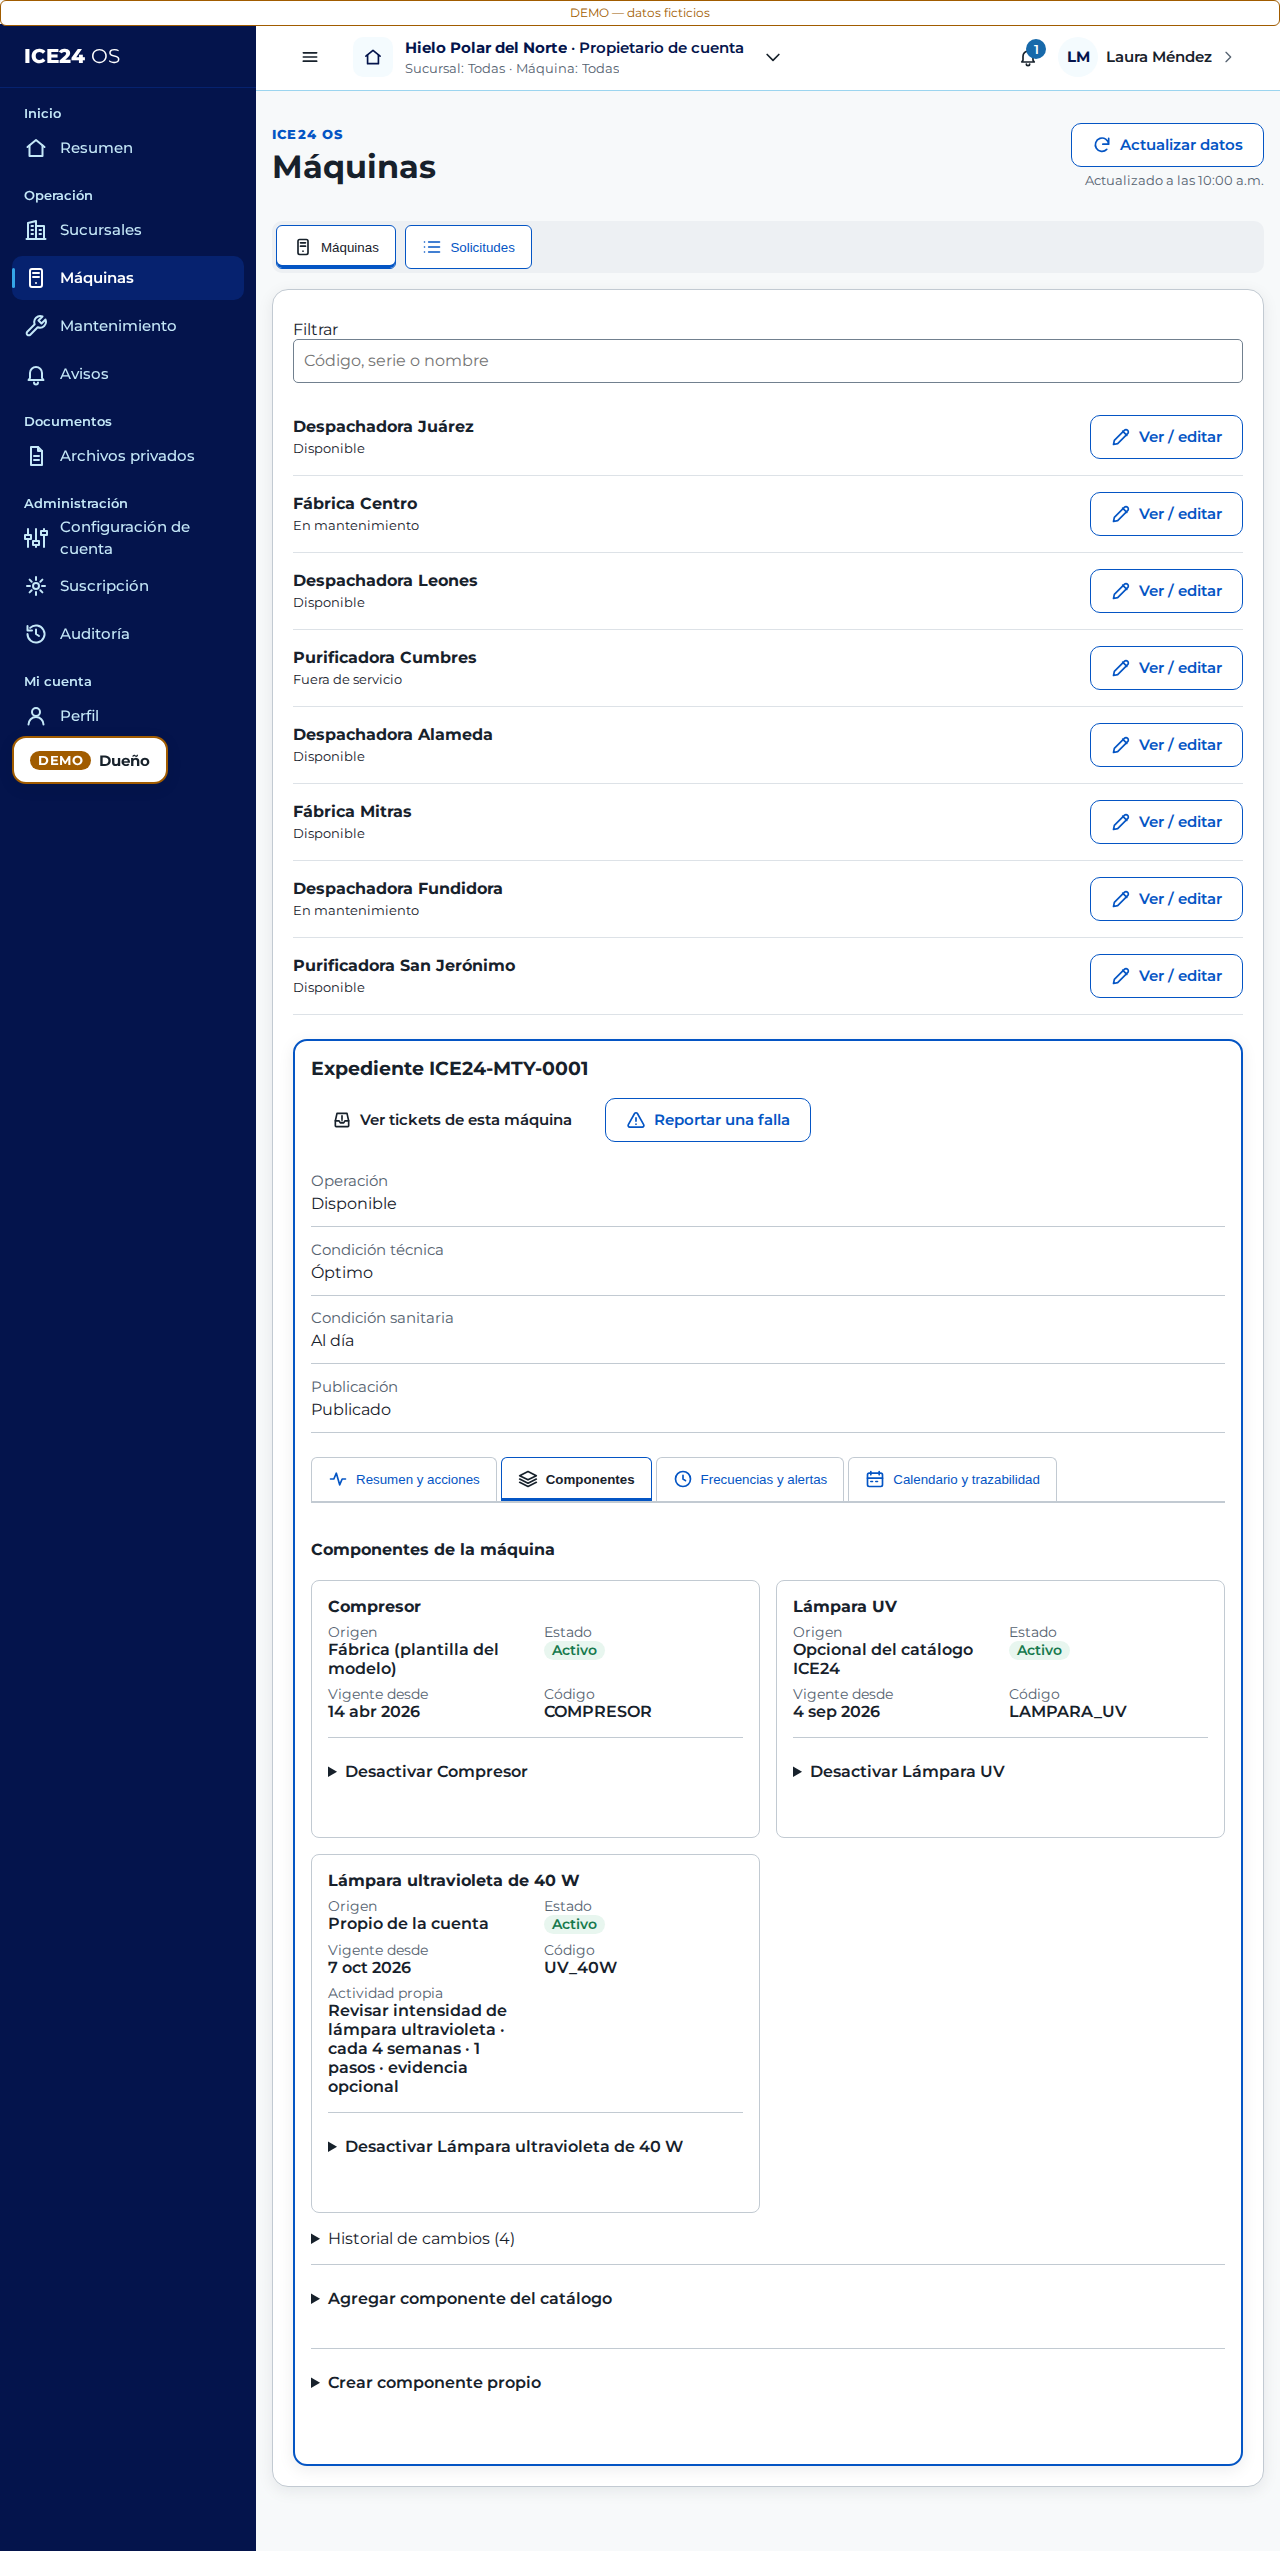 DEMO — datos ficticios
ICE24 OS
Hielo Polar del Norte · Propietario de cuenta
Sucursal: Todas · Máquina: Todas
1
LM
Laura Méndez
Inicio
Resumen
Operación
Sucursales
Máquinas
Mantenimiento
Avisos
Documentos
Archivos privados
Administración
Configuración de
cuenta
Suscripción
Auditoría
Mi cuenta
Perfil
DEMO Dueño
ICE24 OS
Máquinas
Actualizar datos
Actualizado a las 10:00 a.m.
Máquinas
Solicitudes
Filtrar
Código, serie o nombre
Despachadora Juárez
Disponible
Ver / editar
Fábrica Centro
En mantenimiento
Ver / editar
Despachadora Leones
Disponible
Ver / editar
Purificadora Cumbres
Fuera de servicio
Ver / editar
Despachadora Alameda
Disponible
Ver / editar
Fábrica Mitras
Disponible
Ver / editar
Despachadora Fundidora
En mantenimiento
Ver / editar
Purificadora San Jerónimo
Disponible
Ver / editar
Expediente ICE24-MTY-0001
Ver tickets de esta máquina
Reportar una falla
Operación
Disponible
Condición técnica
Óptimo
Condición sanitaria
Al día
Publicación
Publicado
Resumen y acciones
Componentes
Frecuencias y alertas
Calendario y trazabilidad
Componentes de la máquina
Compresor
Origen
Fábrica (plantilla del
modelo)
Estado
Activo
Vigente desde
14 abr 2026
Código
COMPRESOR
Desactivar Compresor
Lámpara UV
Origen
Opcional del catálogo
ICE24
Estado
Activo
Vigente desde
4 sep 2026
Código
LAMPARA_UV
Desactivar Lámpara UV
Lámpara ultravioleta de 40 W
Origen
Propio de la cuenta
Estado
Activo
Vigente desde
7 oct 2026
Código
UV_40W
Actividad propia
Revisar intensidad de
lámpara ultravioleta ·
cada 4 semanas · 1
pasos · evidencia
opcional
Desactivar Lámpara ultravioleta de 40 W
Historial de cambios (4)
Agregar componente del catálogo
Crear componente propio